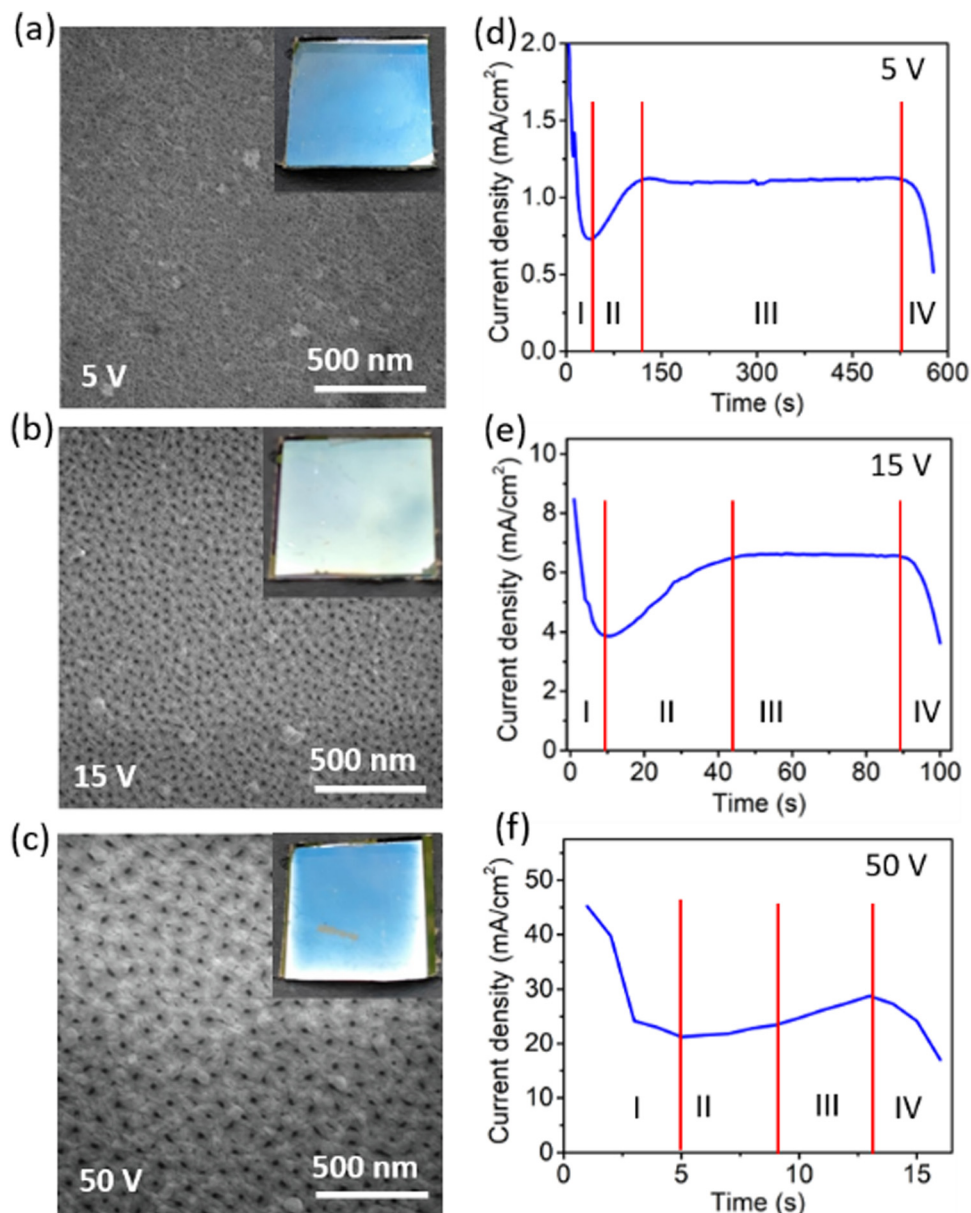 (a)
5 V
500 nm
(d)
Current density (mA/cm²)
2.0
1.5
1.0
0.5
0.0
5 V
I
II
III
IV
0
150
300
450
600
Time (s)
(b)
15 V
500 nm
(e)
Current density (mA/cm²)
10
8
6
4
2
0
15 V
I
II
III
IV
0
20
40
60
80
100
Time (s)
(c)
50 V
500 nm
(f)
Current density (mA/cm²)
50
40
30
20
10
0
50 V
I
II
III
IV
0
5
10
15
Time (s)